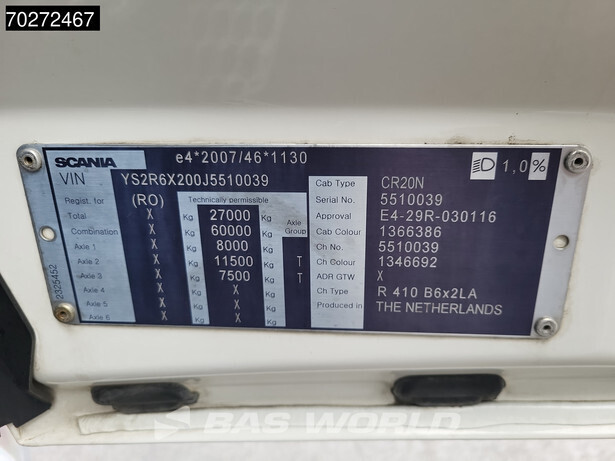 70272467
SCANIA e4*2007/46*1130
1,0%
VIN YS2R6X200J5510039
Regist. for (RO) Technically permissible
Total X Kg 27000 Kg Axle Group
Combination X Kg 60000 Kg
Axle 1 X Kg 8000 Kg
Axle 2 X Kg 11500 Kg T
Axle 3 X Kg 7500 Kg T
Axle 4 X Kg X Kg
Axle 5 X Kg X Kg
Axle 6 X Kg X Kg
Cab Type CR20N
Serial No. 5510039
Approval E4-29R-030116
Cab Colour 1366386
Ch No. 5510039
Ch Colour 1346692
ADR GTW X
Ch Type R 410 B6x2LA
Produced in THE NETHERLANDS
2325452
BAS WORLD